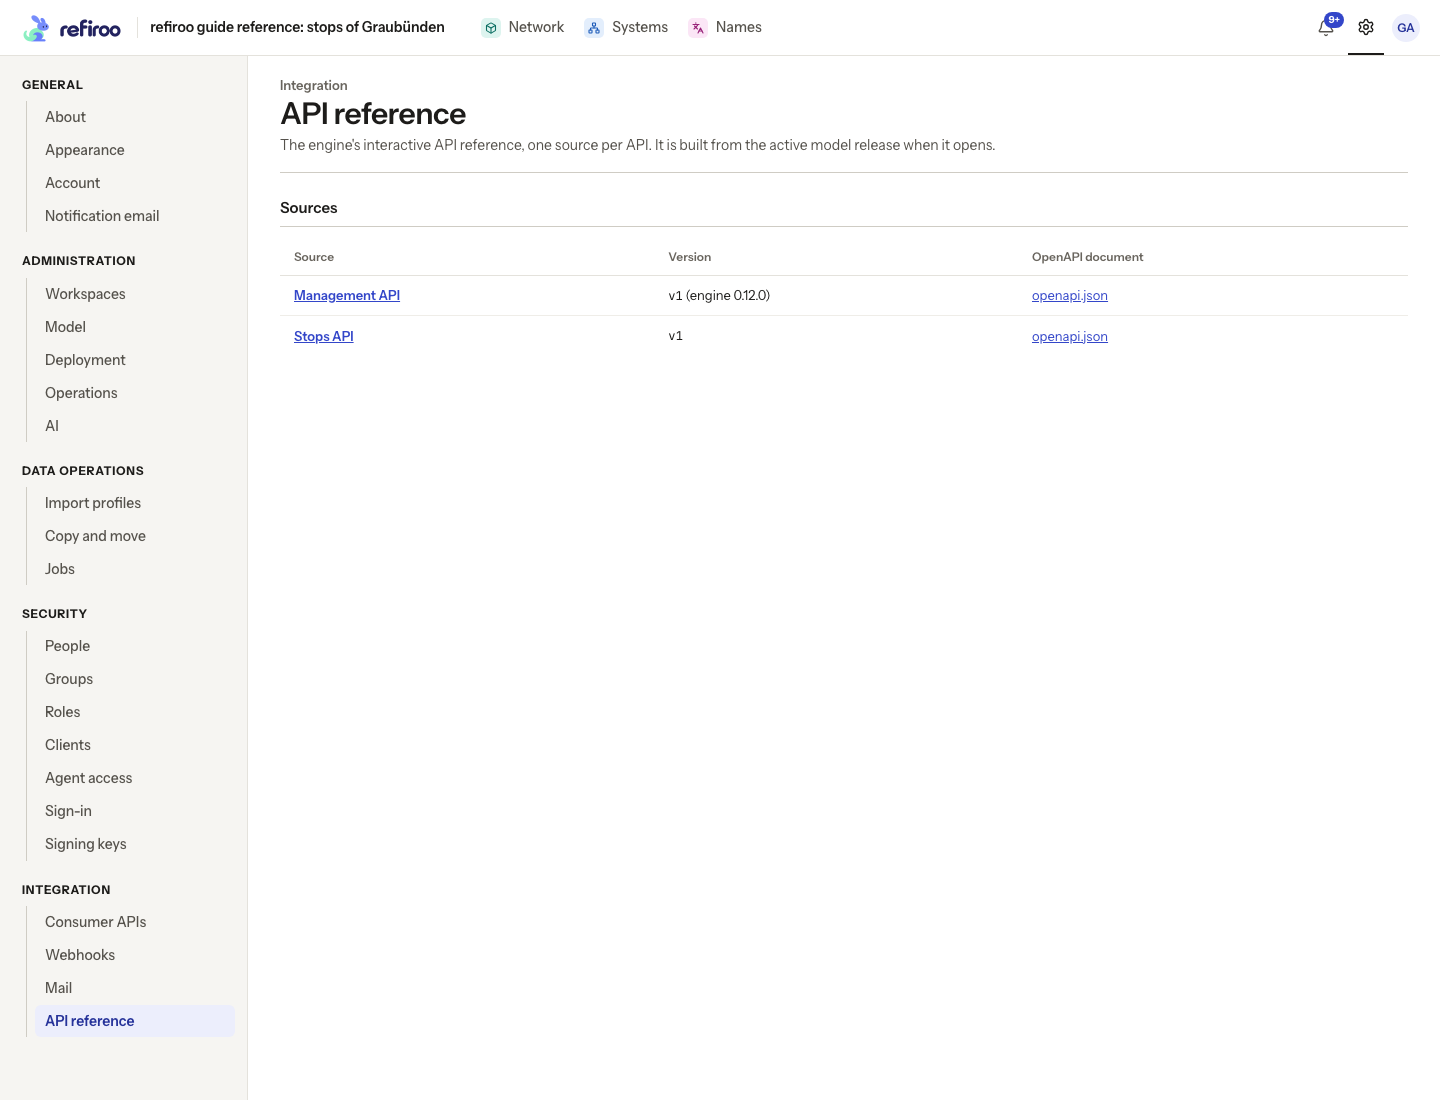 refiroo
refiroo guide reference: stops of Graubünden
Network
Systems
Names
9+
GA
GENERAL
About
Appearance
Account
Notification email
ADMINISTRATION
Workspaces
Model
Deployment
Operations
AI
DATA OPERATIONS
Import profiles
Copy and move
Jobs
SECURITY
People
Groups
Roles
Clients
Agent access
Sign-in
Signing keys
INTEGRATION
Consumer APIs
Webhooks
Mail
API reference
Integration
API reference
The engine's interactive API reference, one source per API. It is built from the active model release when it opens.
Sources
Source Version OpenAPI document
Management API v1 (engine 0.12.0) openapi.json
Stops API v1 openapi.json